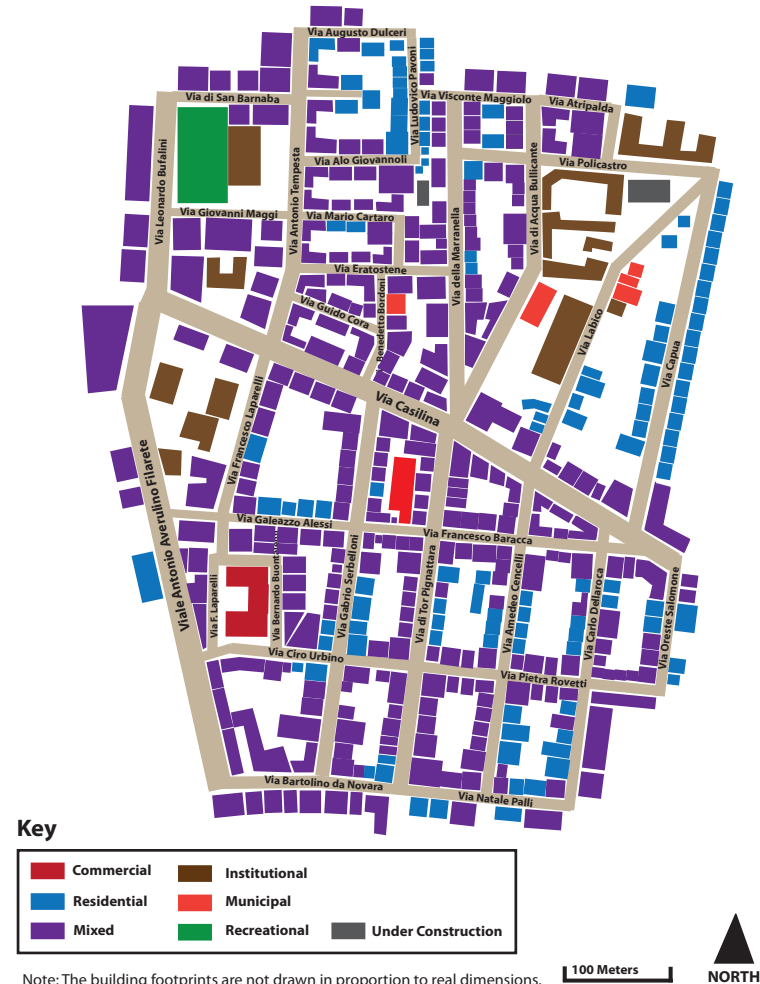 Via Augusto Dulceri
Via Ludovico Pavoni
Via di San Barnaba
Via Visconte Maggiolo
Via Atripalda
Via Leonardo Bufalini
Via Antonio Tempesta
Via Alo Giovannoli
Via di Acqua Bullicante
Via Policastro
Via Giovanni Maggi
Via Mario Cartaro
Via della Marranella
Via Eratostene
Via Guido Cora
Benedetto Bordoni
Via Labico
Via Capua
Via Casilina
Via Francesco Laparelli
Viale Antonio Averulino Filarete
Via Galeazzo Alessi
Via Francesco Baracca
Via F. Laparelli
Via Gabrio Serbelloni
Via di Tor Pignattara
Via Amedeo Cencelli
Via Carlo Dellaroca
Via Oreste Salomone
Via Ciro Urbino
Via Pietra Rovetti
Via Bartolino da Novara
Via Natale Palli
Via Bernardo
Key
Commercial
Institutional
Residential
Municipal
Mixed
Recreational
Under Construction
Note: The building footprints are not drawn in proportion to real dimensions.
100 Meters
NORTH